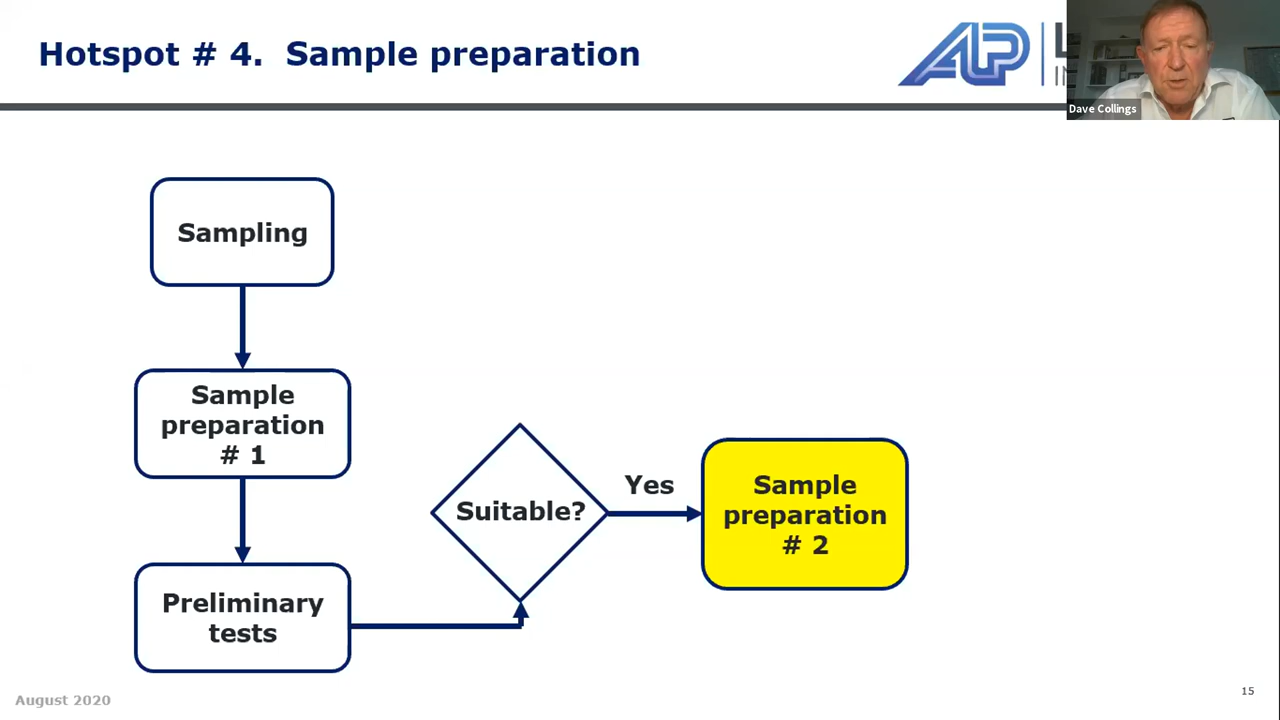 Hotspot # 4. Sample preparation
ALP
Dave Collings
Sampling
Sample
preparation
# 1
Preliminary
tests
Suitable?
Yes
Sample
preparation
# 2
August 2020
15